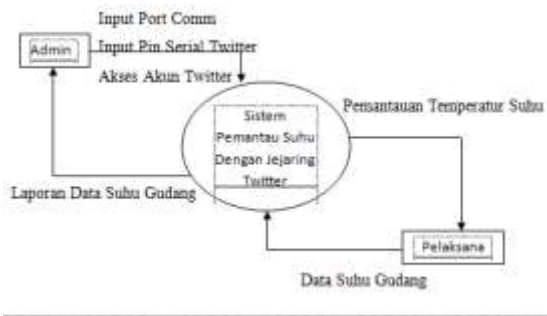 Input Port Comm
Admin
Input Pin Serial Twitter
Akses Akun Twitter
Sistem
Pemantau Suhu
Dengan Jejaring
Twitter
Pemantauan Temperatur Suhu
Laporan Data Suhu Gudang
Pelaksana
Data Suhu Gudang